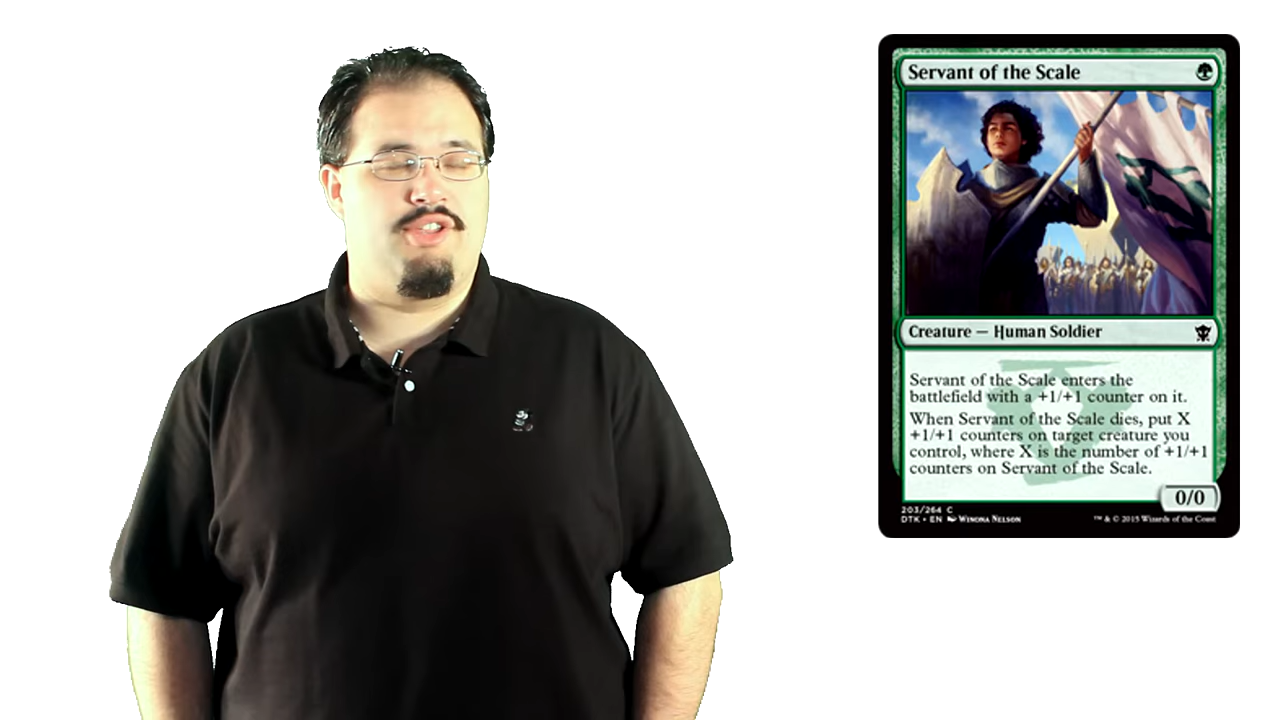 Servant of the Scale
Creature — Human Soldier
Servant of the Scale enters the
battlefield with a +1/+1 counter on it.
When Servant of the Scale dies, put X
+1/+1 counters on target creature you
control, where X is the number of +1/+1
counters on Servant of the Scale.
0/0
203/264 C
DTK • EN Winona Nelson
™ & © 2015 Wizards of the Coast